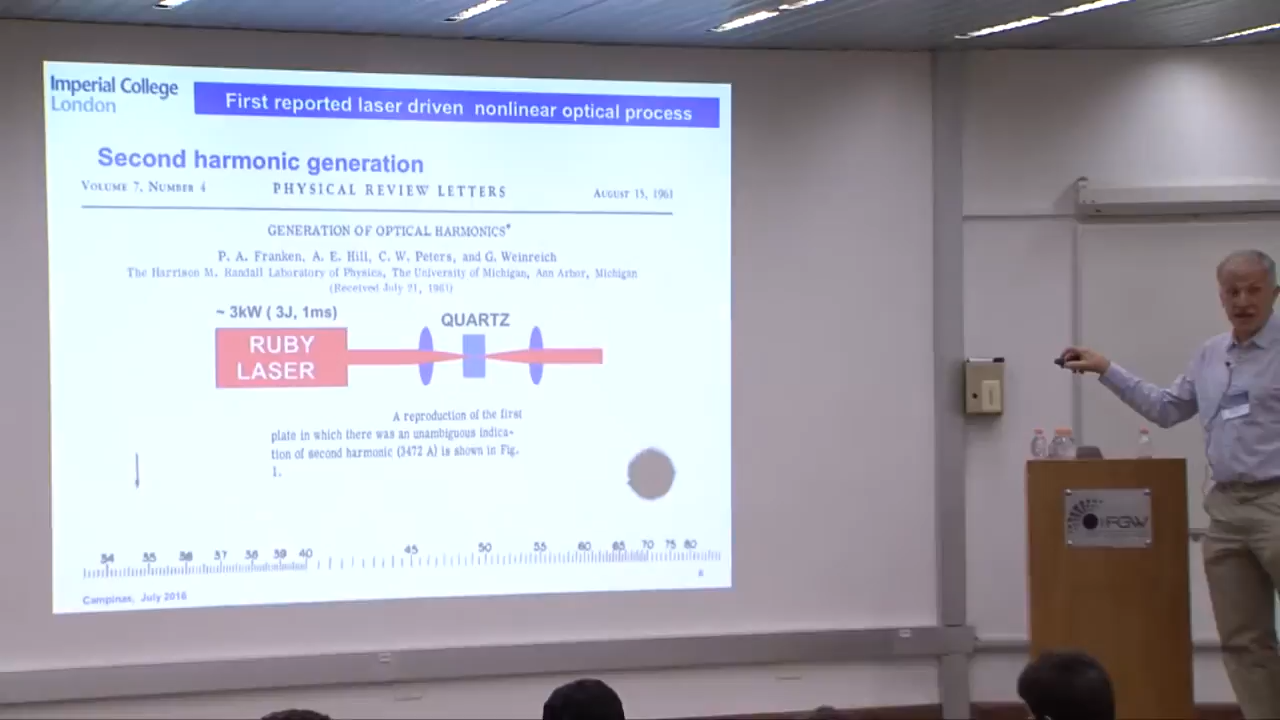 Imperial College
London
First reported laser driven nonlinear optical process
Second harmonic generation
VOLUME 7, NUMBER 4 PHYSICAL REVIEW LETTERS AUGUST 15, 1961
GENERATION OF OPTICAL HARMONICS*
P. A. Franken, A. E. Hill, C. W. Peters, and G. Weinreich
The Harrison M. Randall Laboratory of Physics, The University of Michigan, Ann Arbor, Michigan
(Received July 21, 1961)
~ 3kW ( 3J, 1ms)
QUARTZ
RUBY
LASER
A reproduction of the first
plate in which there was an unambiguous indica-
tion of second harmonic (3472 A) is shown in Fig.
1.
34 35 36 37 38 39 40 45 50 55 60 65 70 75 80
Campinas, July 2016
6
IFGW